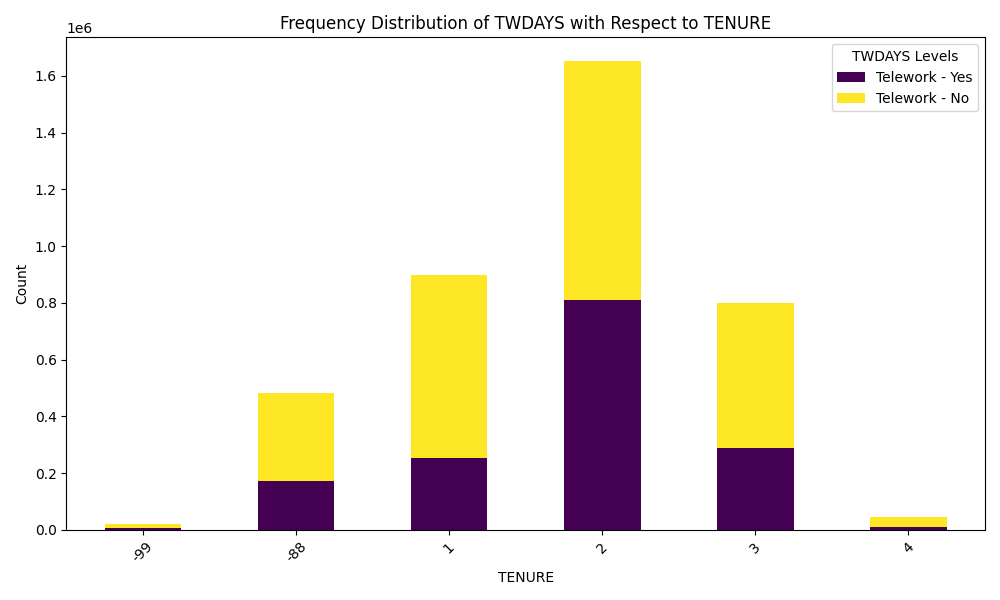 Frequency Distribution of TWDAYS with Respect to TENURE
1e6
TWDAYS Levels
Telework - Yes
Telework - No
1.6
1.4
1.2
1.0
0.8
0.6
0.4
0.2
0.0
Count
-99
-88
1
2
3
4
TENURE